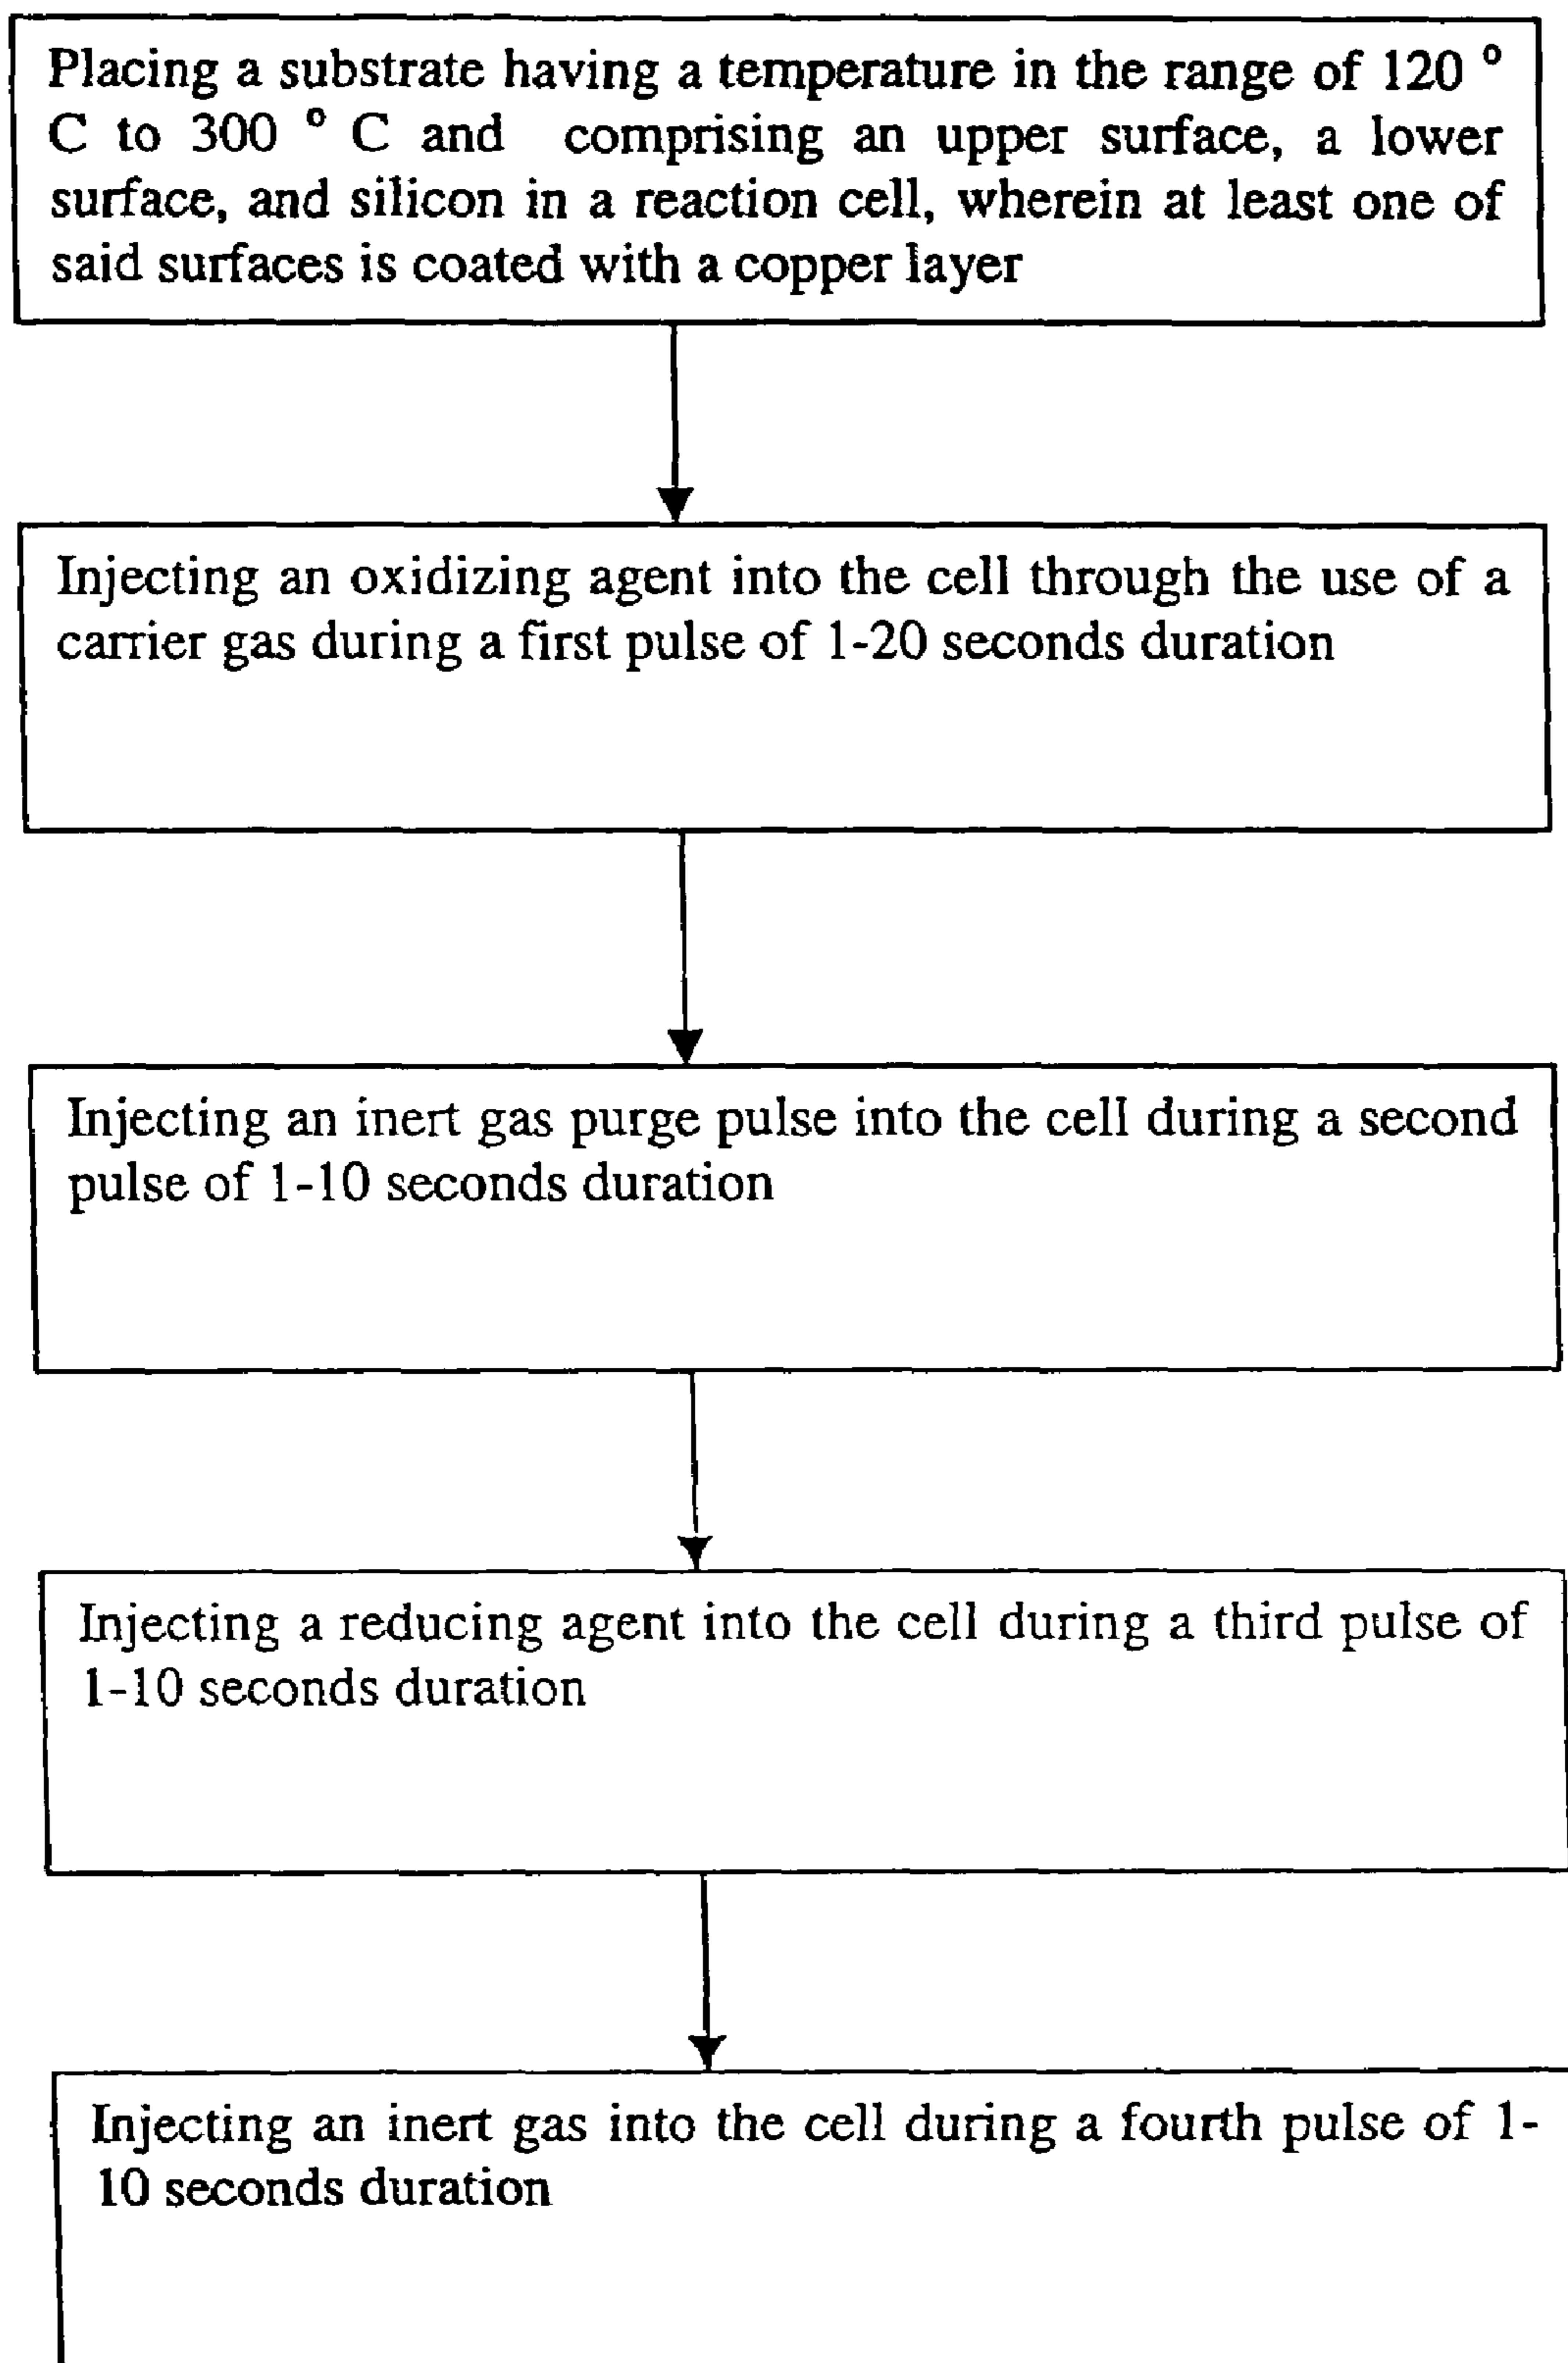 Placing a substrate having a temperature in the range of 120 °
C to 300 ° C and comprising an upper surface, a lower
surface, and silicon in a reaction cell, wherein at least one of
said surfaces is coated with a copper layer
Injecting an oxidizing agent into the cell through the use of a
carrier gas during a first pulse of 1-20 seconds duration
Injecting an inert gas purge pulse into the cell during a second
pulse of 1-10 seconds duration
Injecting a reducing agent into the cell during a third pulse of
1-10 seconds duration
Injecting an inert gas into the cell during a fourth pulse of 1-
10 seconds duration